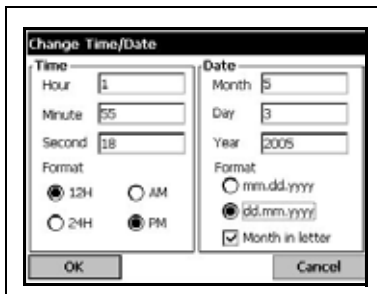 Change Time/Date
Time
Hour 1
Minute 55
Second 18
Format
12H AM
24H PM
Date
Month 5
Day 3
Year 2005
Format
mm.dd.yyyy
dd.mm.yyyy
Month in letter
OK Cancel